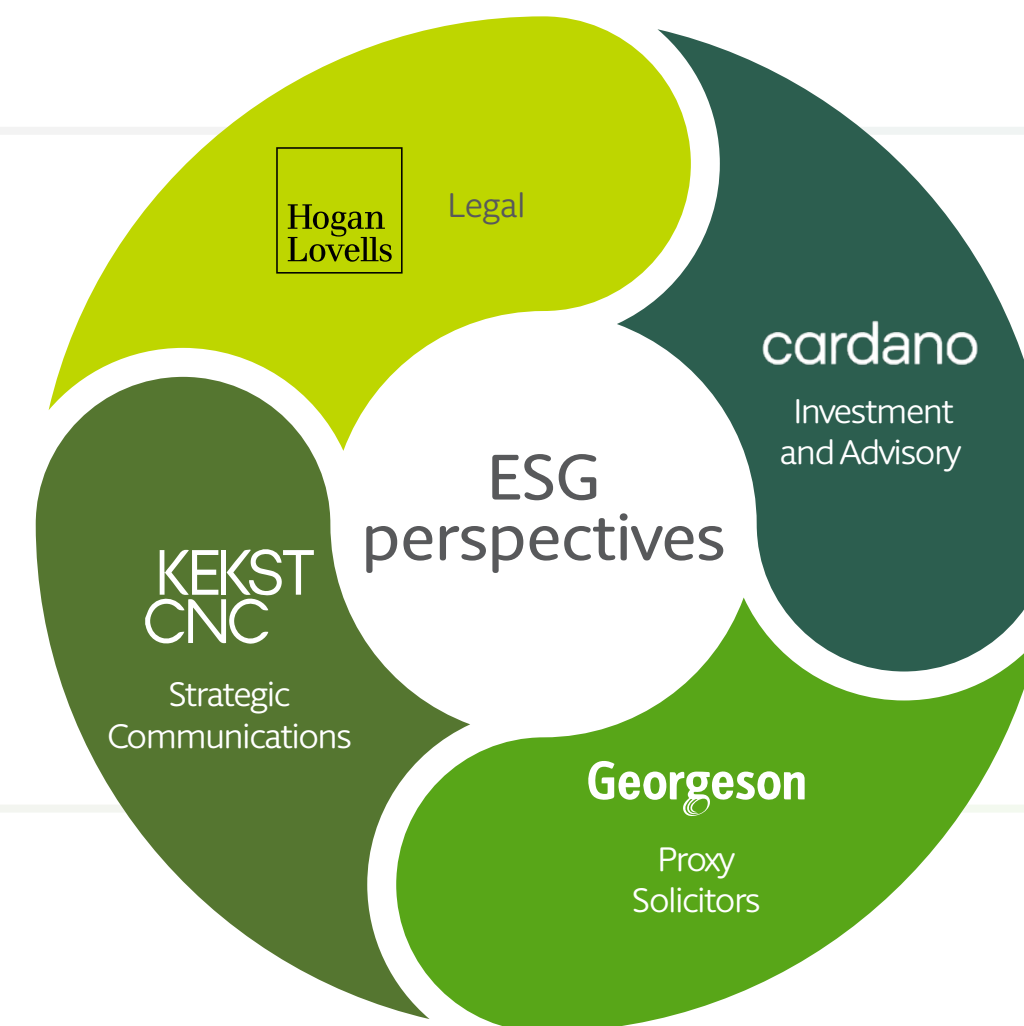 Hogan
Lovells
Legal
cardano
Investment
and Advisory
ESG
perspectives
KEKST
CNC
Strategic
Communications
Georgeson
Proxy
Solicitors